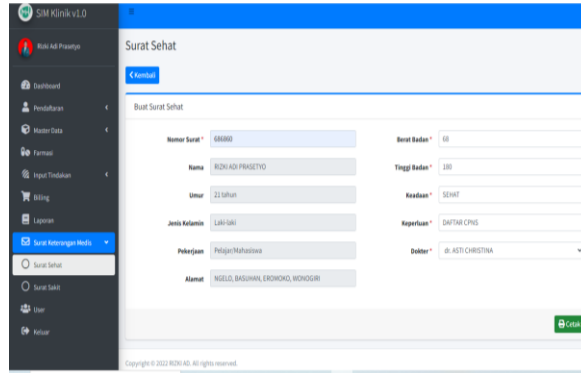 SIM Klinik v1.0
Rizki Adi Prasetyo
Dashboard
Pendaftaran
Master Data
Farmasi
Input Tindakan
Billing
Laporan
Surat Keterangan Medis
Surat Sehat
Surat Sakit
User
Keluar
Surat Sehat
Kembali
Buat Surat Sehat
Nomor Surat * 686860
Nama RIZKI ADI PRASETYO
Umur 21 tahun
Jenis Kelamin Laki-laki
Pekerjaan Pelajar/Mahasiswa
Alamat NGELO, BASUHAN, EROMOKO, WONOGIRI
Berat Badan * 68
Tinggi Badan * 180
Keadaan * SEHAT
Keperluan * DAFTAR CPNS
Dokter * dr. ASTI CHRISTINA
Cetak
Copyright © 2022 RIZKI AD. All rights reserved.